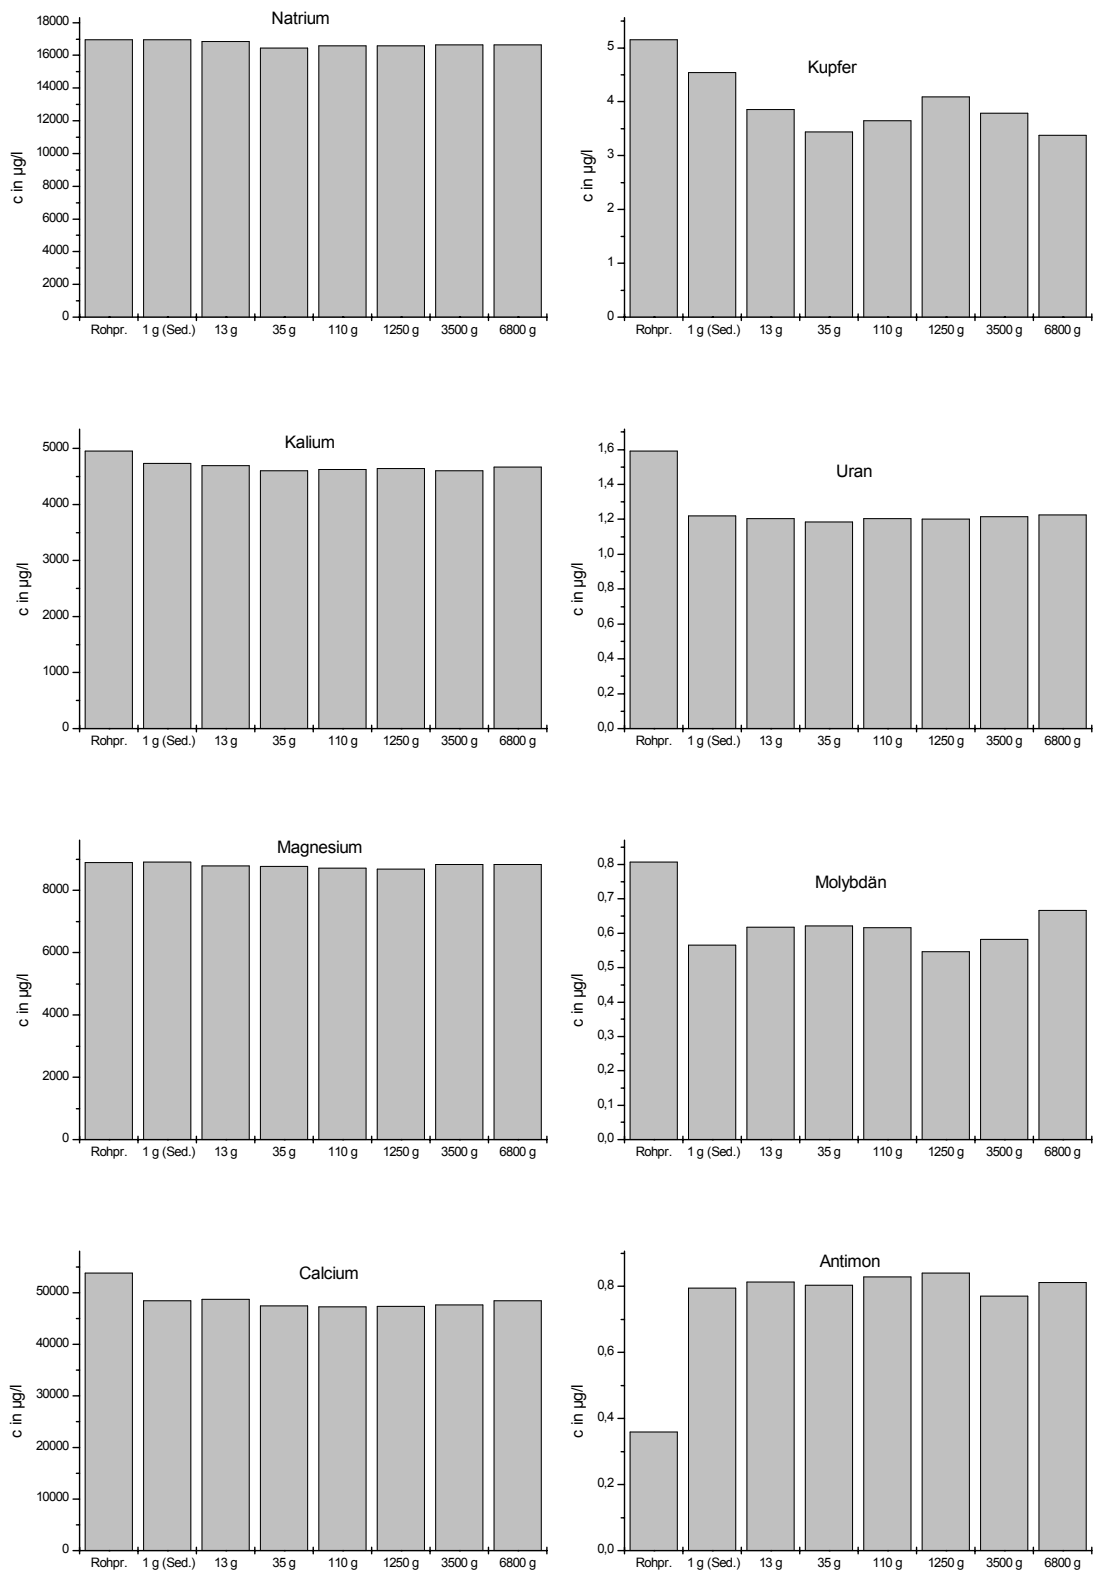 Natrium
c in µg/l
18000
16000
14000
12000
10000
8000
6000
4000
2000
0
Rohpr. 1 g (Sed.) 13 g 35 g 110 g 1250 g 3500 g 6800 g
Kupfer
c in µg/l
5
4
3
2
1
0
Rohpr. 1 g (Sed.) 13 g 35 g 110 g 1250 g 3500 g 6800 g
Kalium
c in µg/l
5000
4000
3000
2000
1000
0
Rohpr. 1 g (Sed.) 13 g 35 g 110 g 1250 g 3500 g 6800 g
Uran
c in µg/l
1,6
1,4
1,2
1,0
0,8
0,6
0,4
0,2
0,0
Rohpr. 1 g (Sed.) 13 g 35 g 110 g 1250 g 3500 g 6800 g
Magnesium
c in µg/l
8000
6000
4000
2000
0
Rohpr. 1 g (Sed.) 13 g 35 g 110 g 1250 g 3500 g 6800 g
Molybdän
c in µg/l
0,8
0,7
0,6
0,5
0,4
0,3
0,2
0,1
0,0
Rohpr. 1 g (Sed.) 13 g 35 g 110 g 1250 g 3500 g 6800 g
Calcium
c in µg/l
50000
40000
30000
20000
10000
0
Rohpr. 1 g (Sed.) 13 g 35 g 110 g 1250 g 3500 g 6800 g
Antimon
c in µg/l
0,8
0,6
0,4
0,2
0,0
Rohpr. 1 g (Sed.) 13 g 35 g 110 g 1250 g 3500 g 6800 g